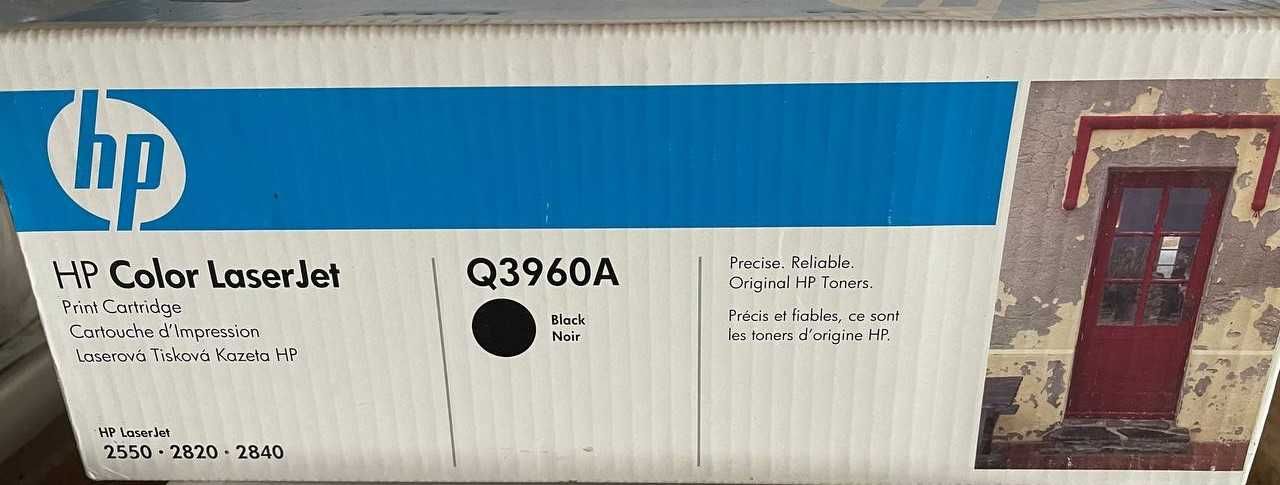 hp
HP Color LaserJet
Print Cartridge
Cartouche d'Impression
Laserová Tisková Kazeta HP
HP LaserJet
2550 · 2820 · 2840
Q3960A
Black
Noir
Precise. Reliable.
Original HP Toners.
Précis et fiables, ce sont
les toners d'origine HP.